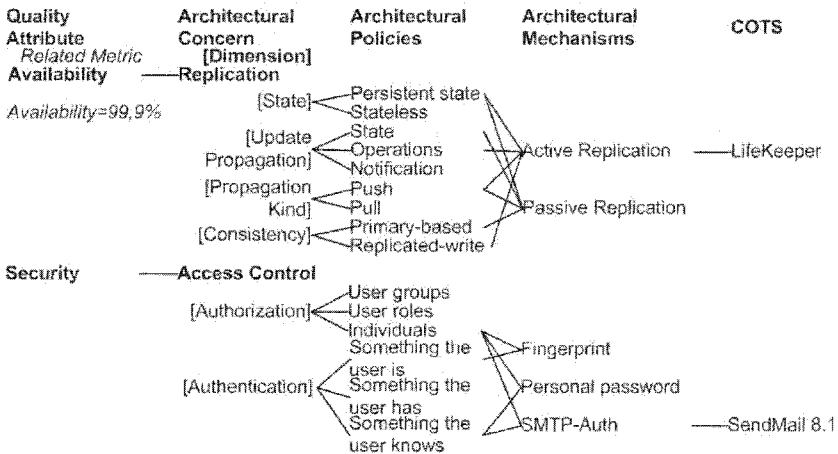 Quality Attribute
Architectural Concern
Architectural Policies
Architectural Mechanisms
COTS
Related Metric
[Dimension]
Availability
Replication
Availability=99,9%
[State]
Persistent state
Stateless
[Update Propagation]
State
Operations
Notification
[Propagation Kind]
Push
Pull
[Consistency]
Primary-based
Replicated-write
Active Replication
LifeKeeper
Passive Replication
Security
Access Control
[Authorization]
User groups
User roles
Individuals
[Authentication]
Something the user is
Something the user has
Something the user knows
Fingerprint
Personal password
SMTP-Auth
SendMail 8.1